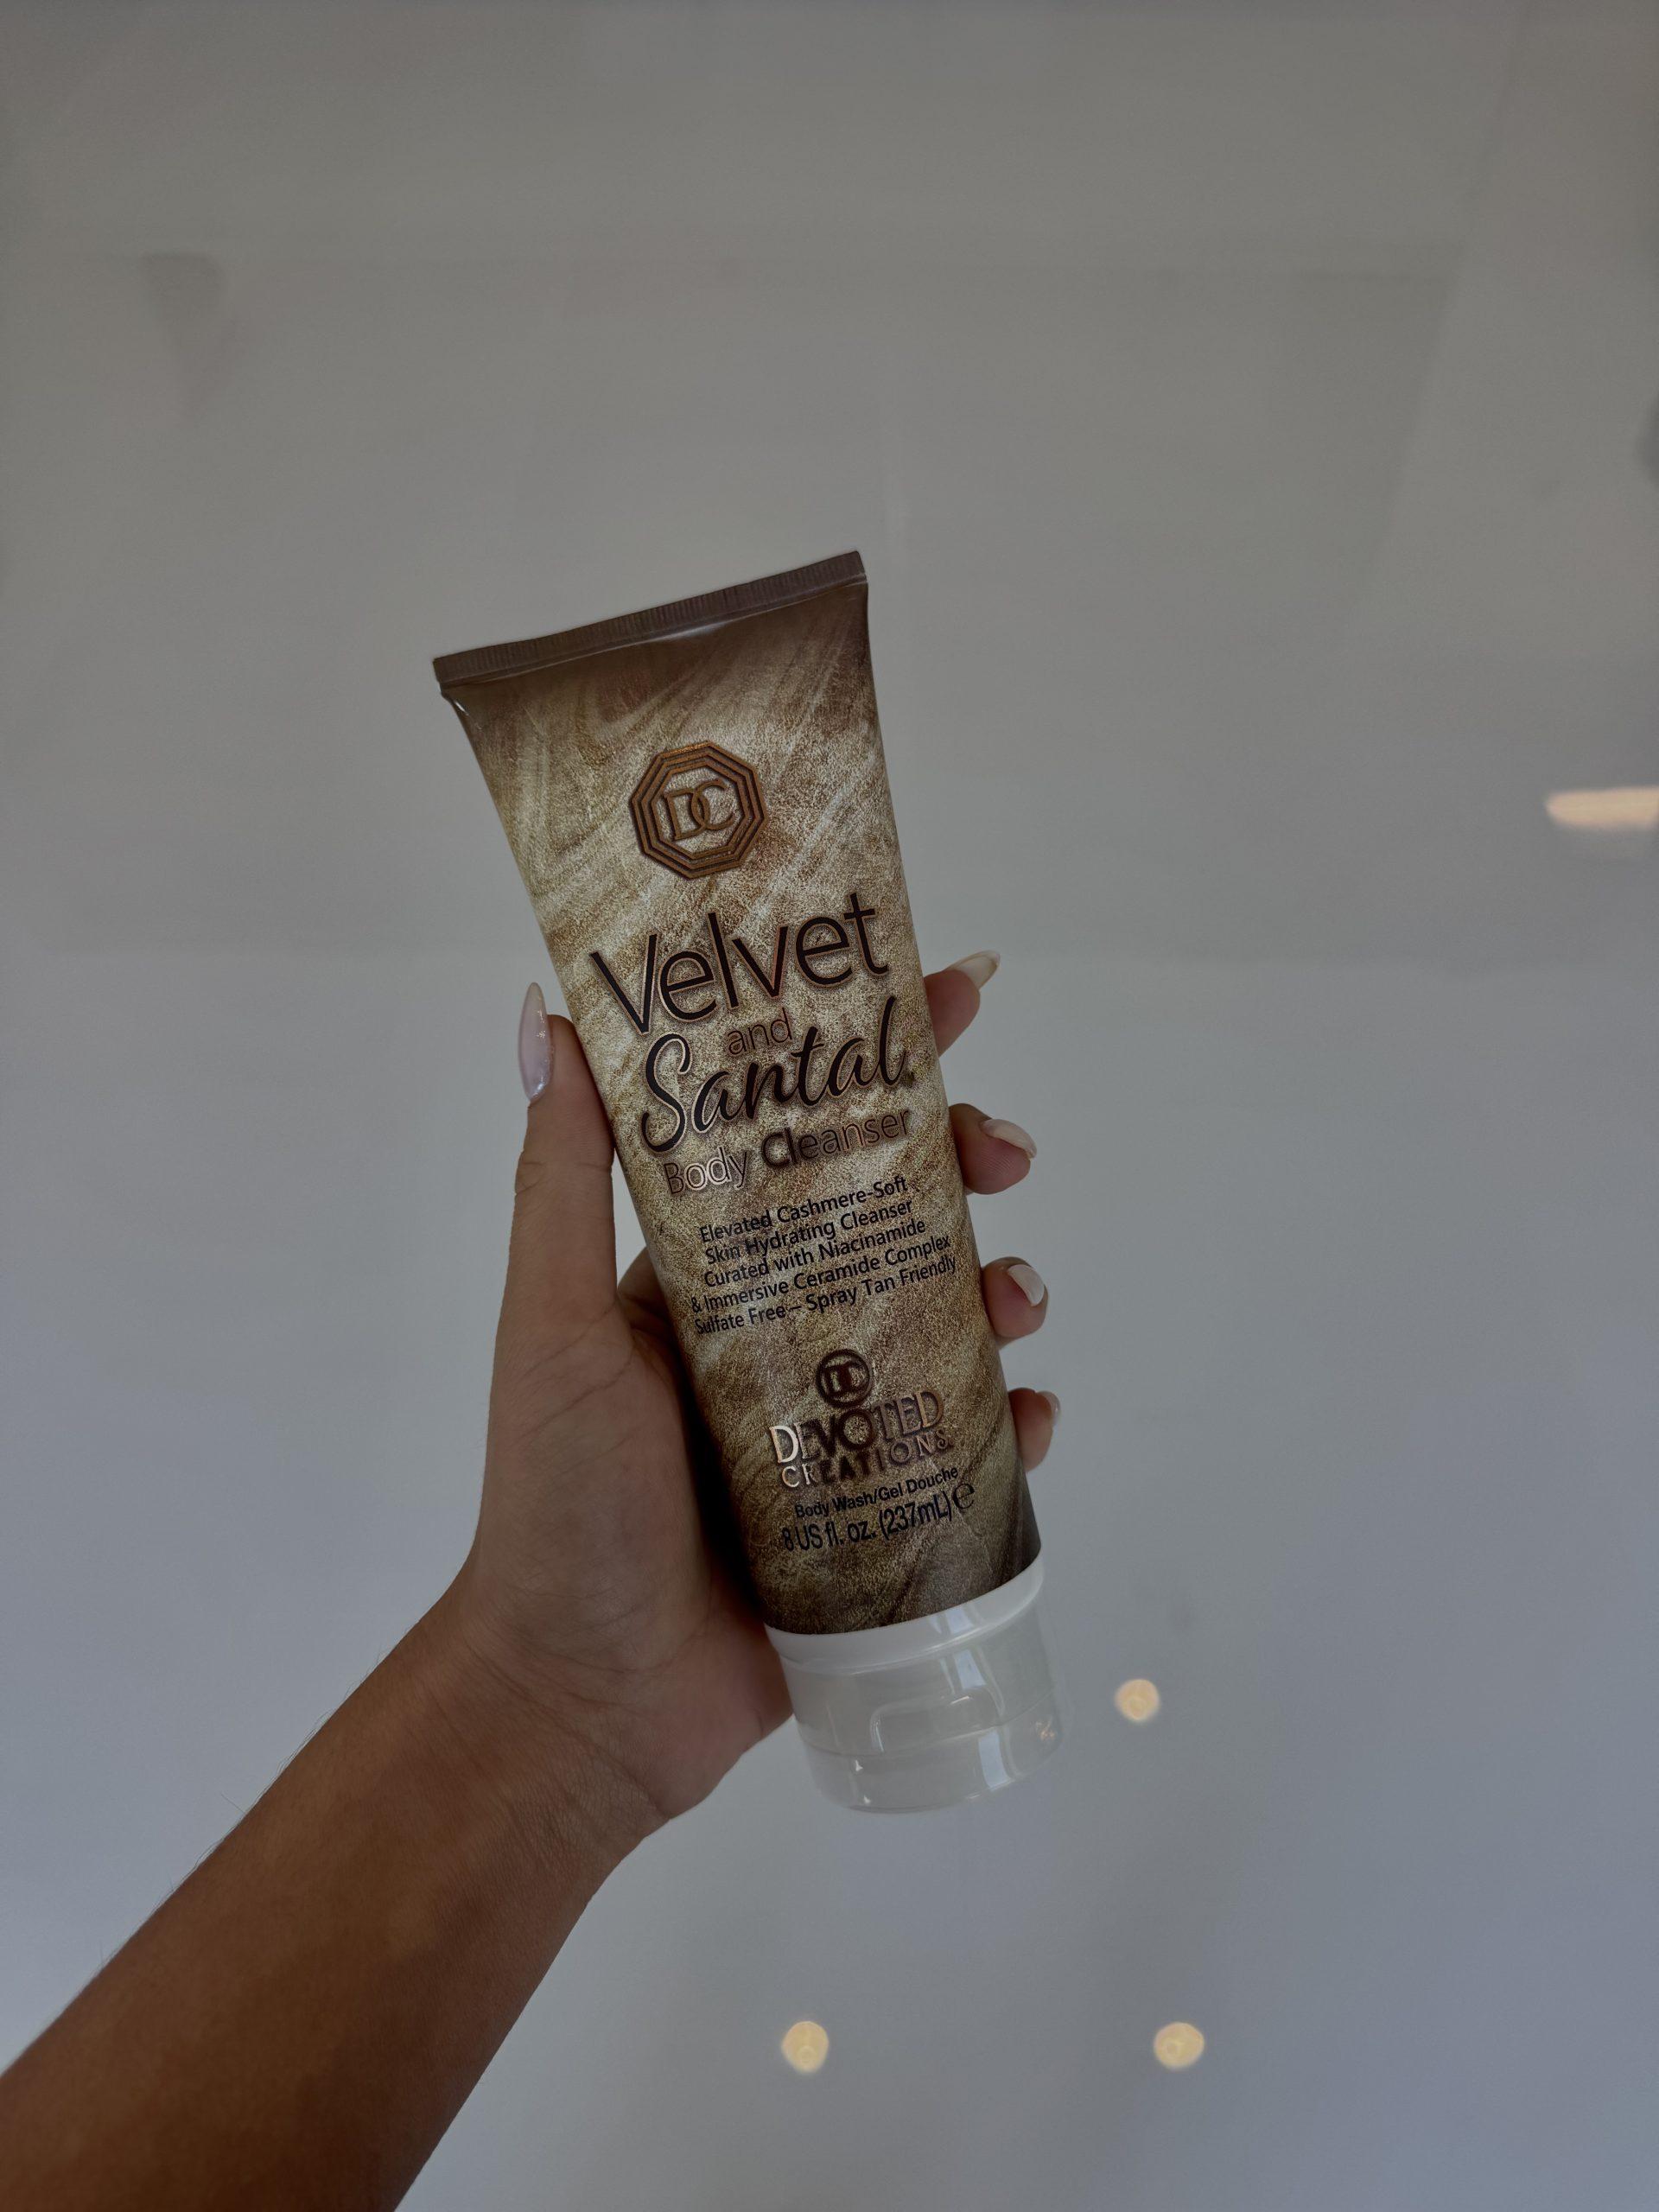 DC
Velvet
and
Santal
Body Cleanser
Elevated Cashmere-Soft
Skin Hydrating Cleanser
Curated with Niacinamide
& Immersive Ceramide Complex
Sulfate Free – Spray Tan Friendly
DC
DEVOTED
CREATIONS
Body Wash/Gel Douche
8 US fl. oz. (237mL) ℮